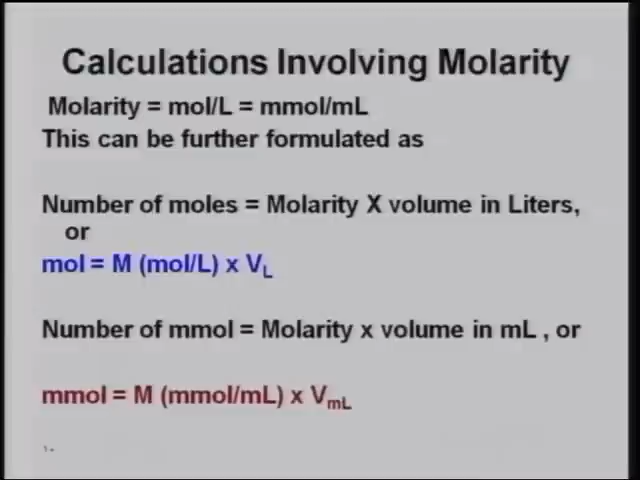 Calculations Involving Molarity
Molarity = mol/L = mmol/mL
This can be further formulated as
Number of moles = Molarity X volume in Liters,
or
mol = M (mol/L) x VL
Number of mmol = Molarity x volume in mL , or
mmol = M (mmol/mL) x VmL